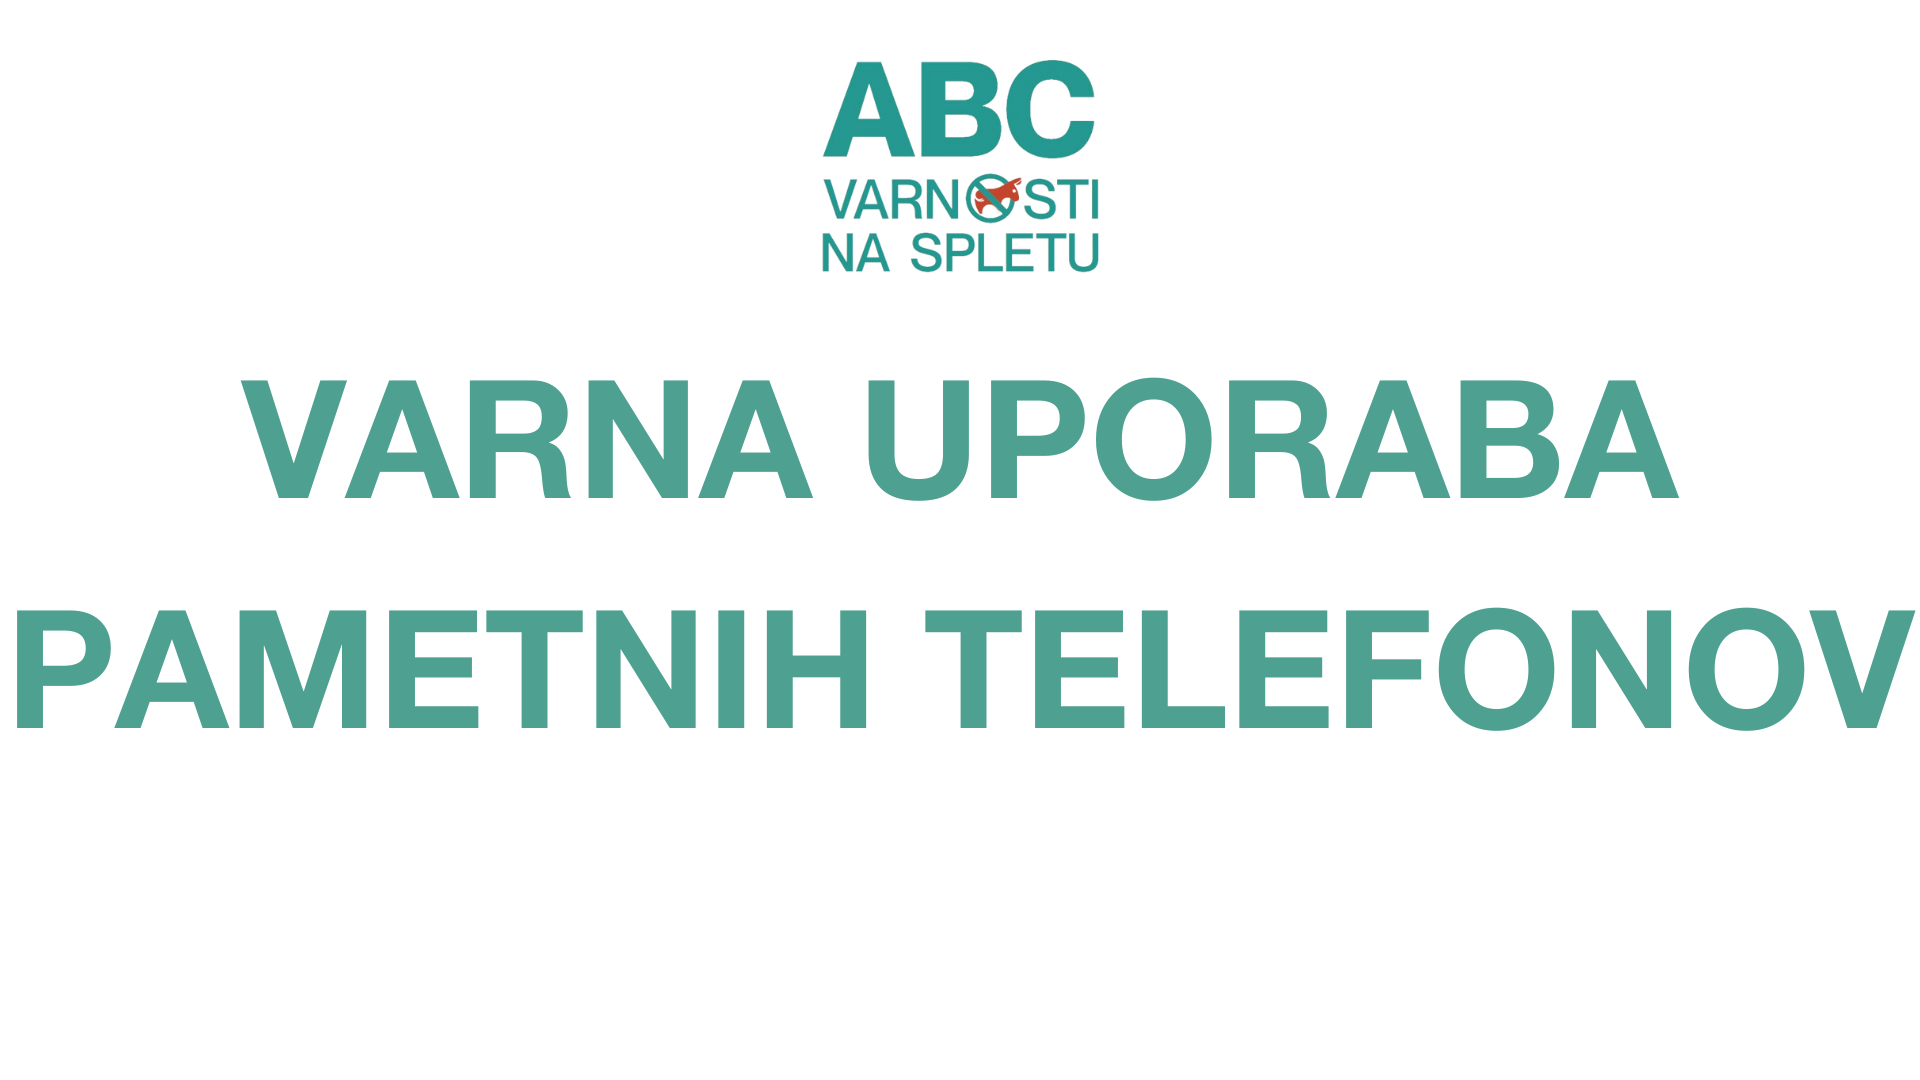 ABC
VARNOSTI
NA SPLETU
VARNA UPORABA
PAMETNIH TELEFONOV